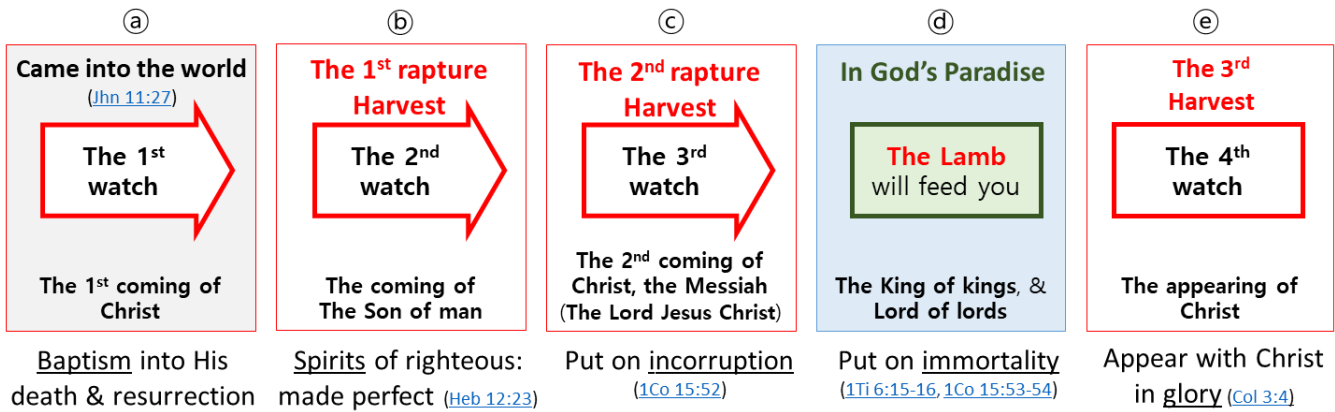 ⓐ
Came into the world
(Jhn 11:27)
The 1st
watch
The 1st coming of
Christ
Baptism into His
death & resurrection
ⓑ
The 1st rapture
Harvest
The 2nd
watch
The coming of
The Son of man
Spirits of righteous:
made perfect (Heb 12:23)
ⓒ
The 2nd rapture
Harvest
The 3rd
watch
The 2nd coming of
Christ, the Messiah
(The Lord Jesus Christ)
Put on incorruption
(1Co 15:52)
ⓓ
In God’s Paradise
The Lamb
will feed you
The King of kings, &
Lord of lords
Put on immortality
(1Ti 6:15-16, 1Co 15:53-54)
ⓔ
The 3rd
Harvest
The 4th
watch
The appearing of
Christ
Appear with Christ
in glory (Col 3:4)